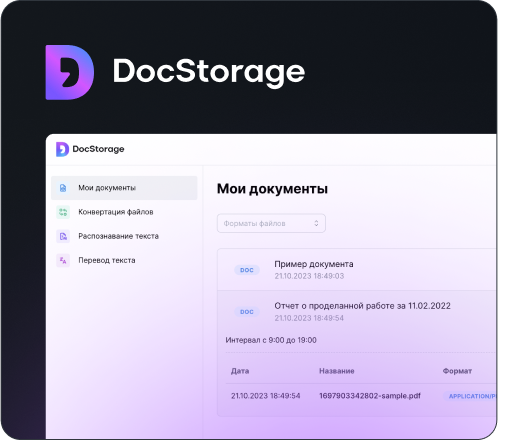 DocStorage
DocStorage
Мои документы
Конвертация файлов
Распознавание текста
Перевод текста
Мои документы
Форматы файлов
DOC
Пример документа
21.10.2023 18:49:03
DOC
Отчет о проделанной работе за 11.02.2022
21.10.2023 18:49:54
Интервал с 9:00 до 19:00
Дата Название Формат
21.10.2023 18:49:54 1697903342802-sample.pdf APPLICATION/